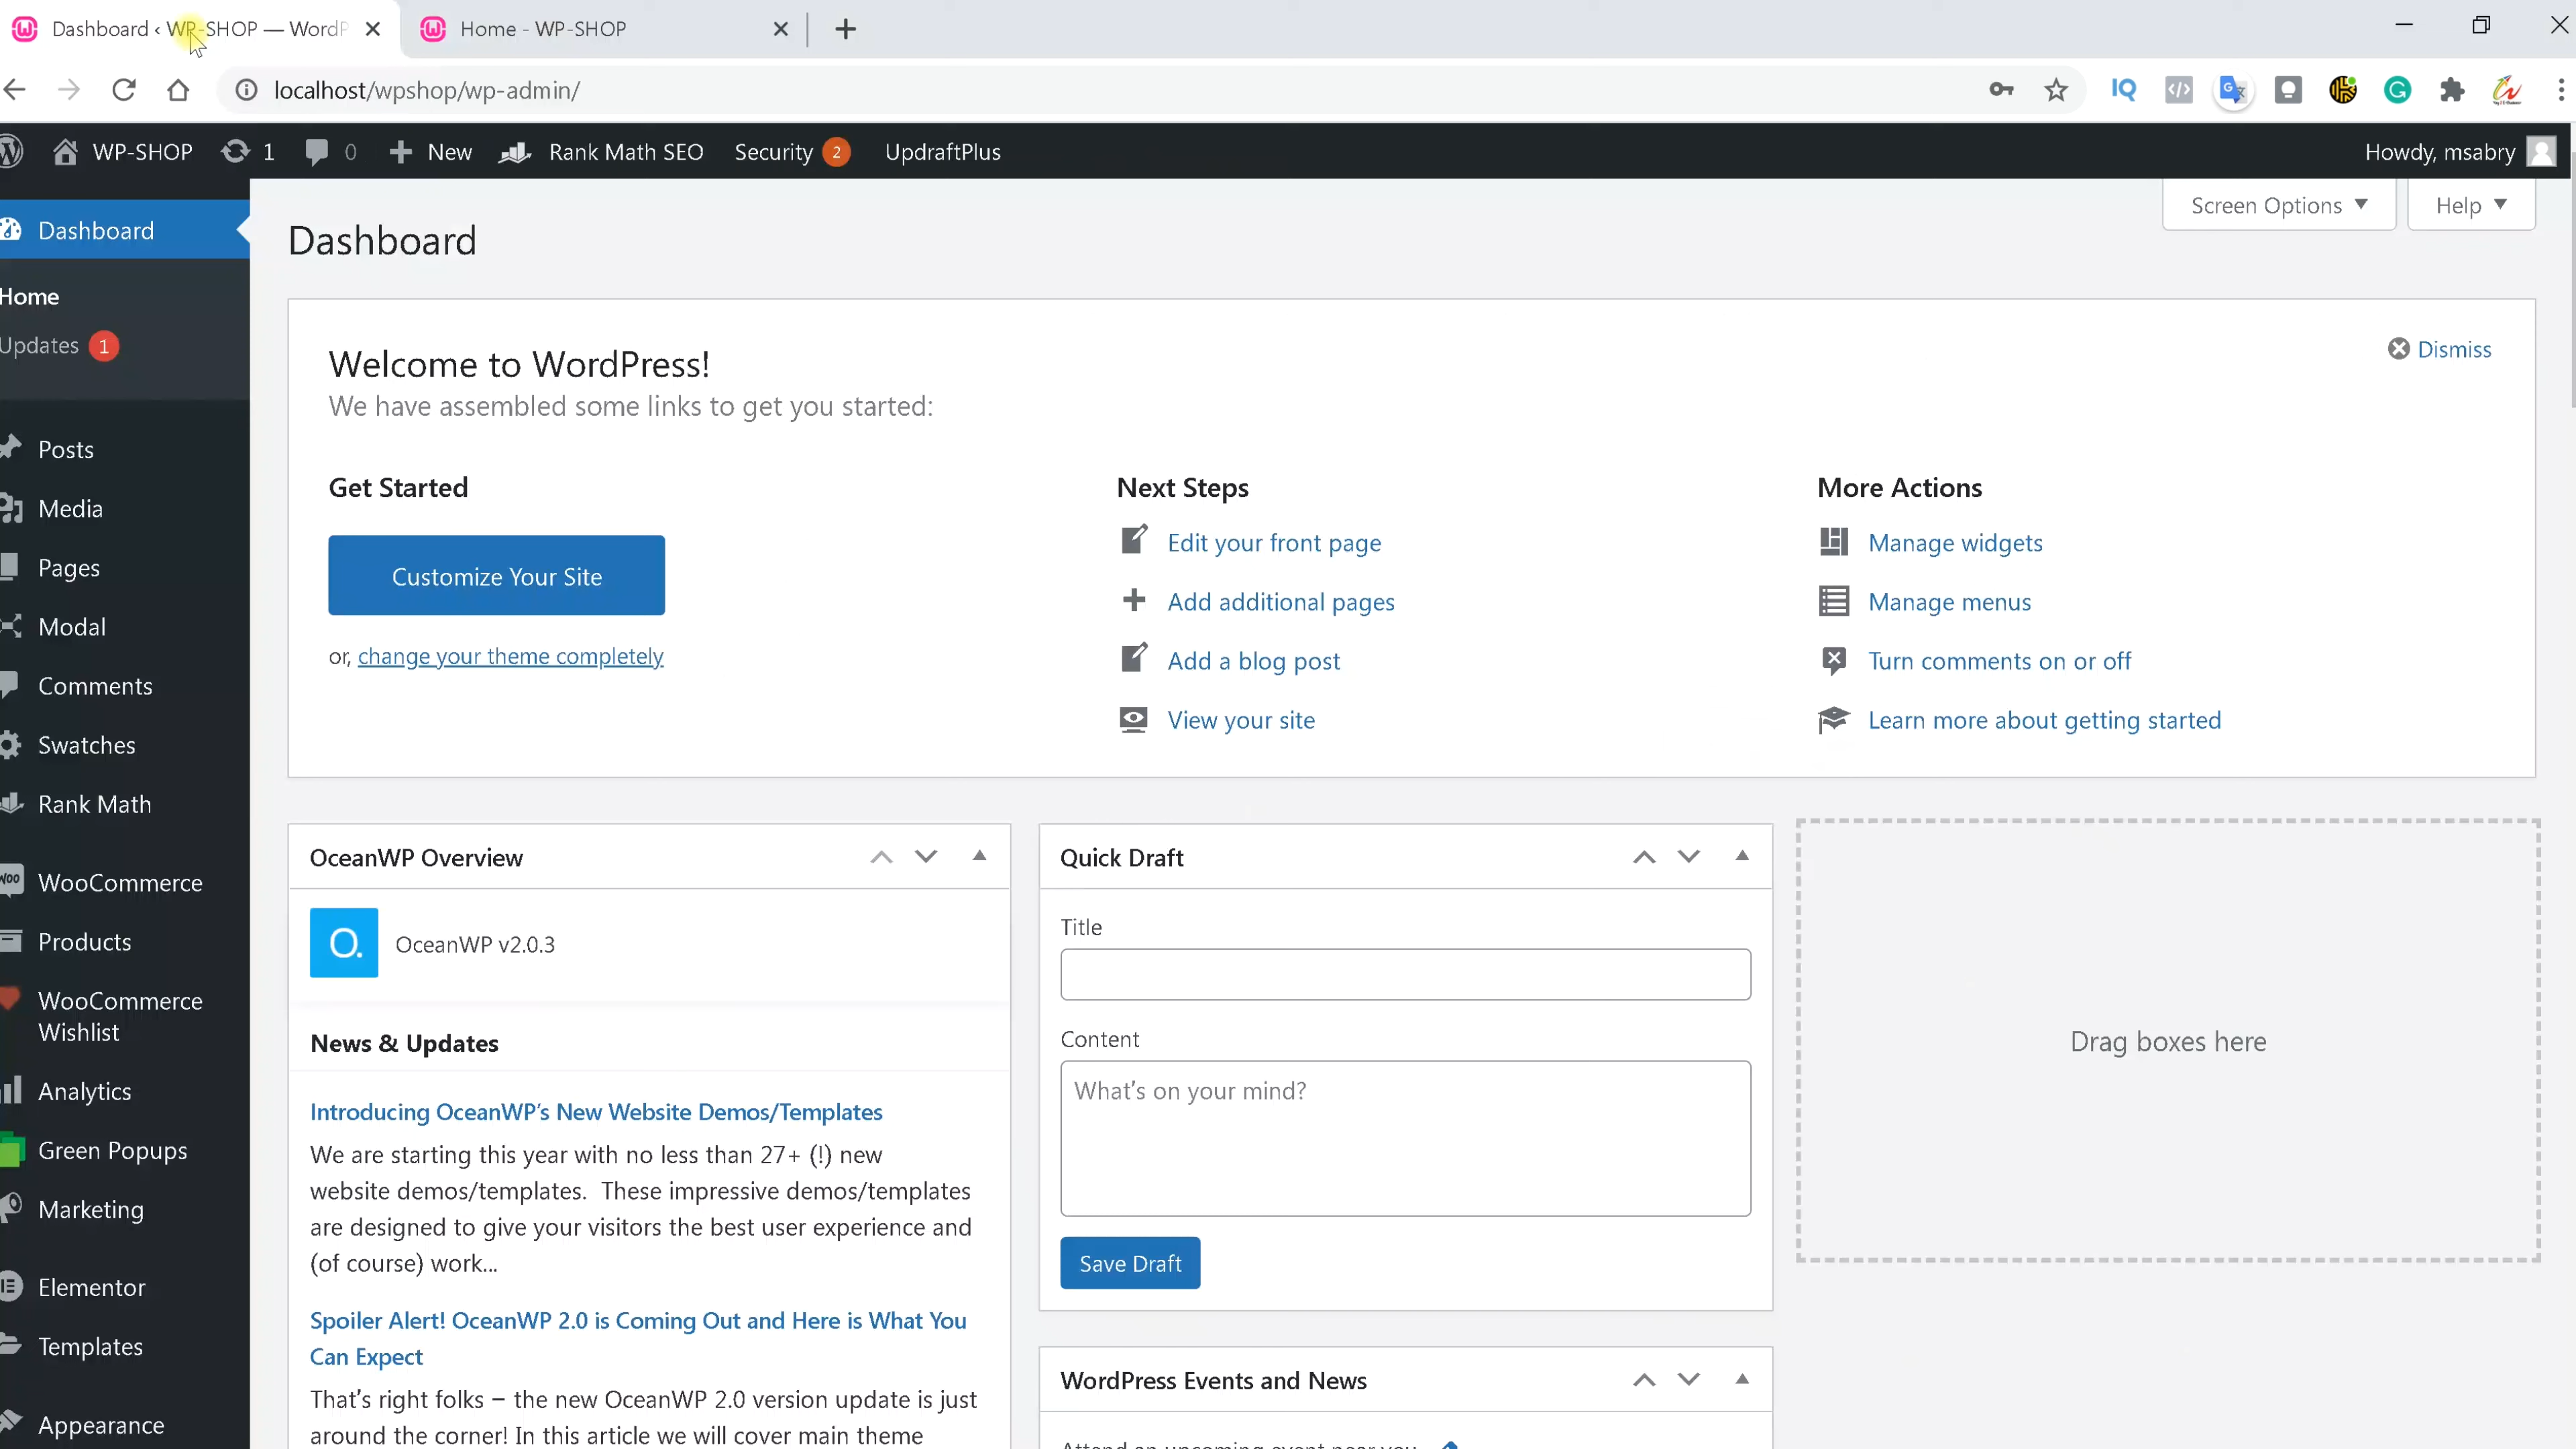 Dashboard ‹ WP-SHOP — WordP
Home - WP-SHOP
localhost/wpshop/wp-admin/
IQ
WP-SHOP
1
0
New
Rank Math SEO
Security 2
UpdraftPlus
Howdy, msabry
Dashboard
Home
Updates 1
Posts
Media
Pages
Modal
Comments
Swatches
Rank Math
WooCommerce
Products
WooCommerce
Wishlist
Analytics
Green Popups
Marketing
Elementor
Templates
Appearance
Screen Options
Help
Dashboard
Welcome to WordPress!
Dismiss
We have assembled some links to get you started:
Get Started
Customize Your Site
or, change your theme completely
Next Steps
Edit your front page
Add additional pages
Add a blog post
View your site
More Actions
Manage widgets
Manage menus
Turn comments on or off
Learn more about getting started
OceanWP Overview
O.
OceanWP v2.0.3
News & Updates
Introducing OceanWP's New Website Demos/Templates
We are starting this year with no less than 27+ (!) new
website demos/templates. These impressive demos/templates
are designed to give your visitors the best user experience and
(of course) work...
Spoiler Alert! OceanWP 2.0 is Coming Out and Here is What You
Can Expect
That's right folks – the new OceanWP 2.0 version update is just
around the corner! In this article we will cover main theme
Quick Draft
Title
Content
What's on your mind?
Save Draft
WordPress Events and News
Attend an upcoming event near you
Drag boxes here